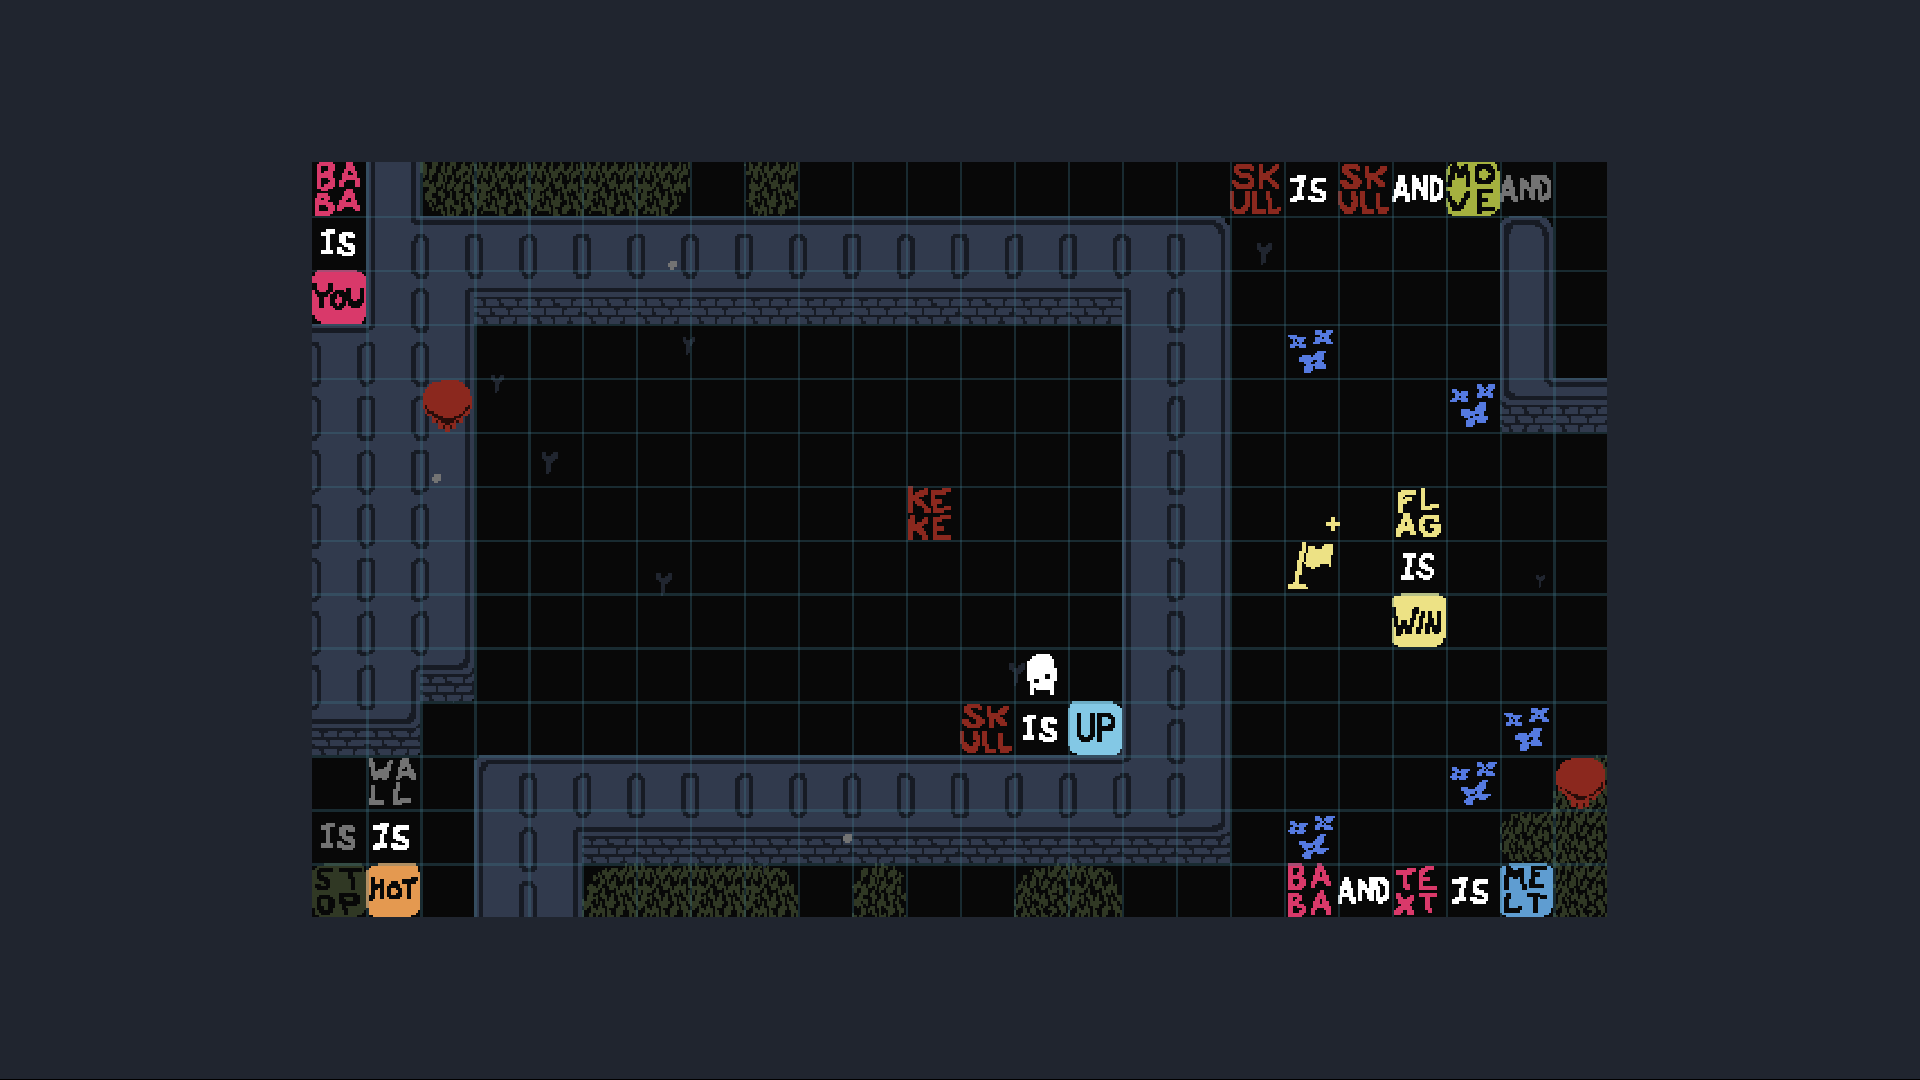 BABA
IS
YOU
SKULL IS SKULL AND MOVE AND
KEKE
FLAG
IS
WIN
SKULL IS UP
WALL
IS IS
STOP HOT
BABA AND TEXT IS MELT